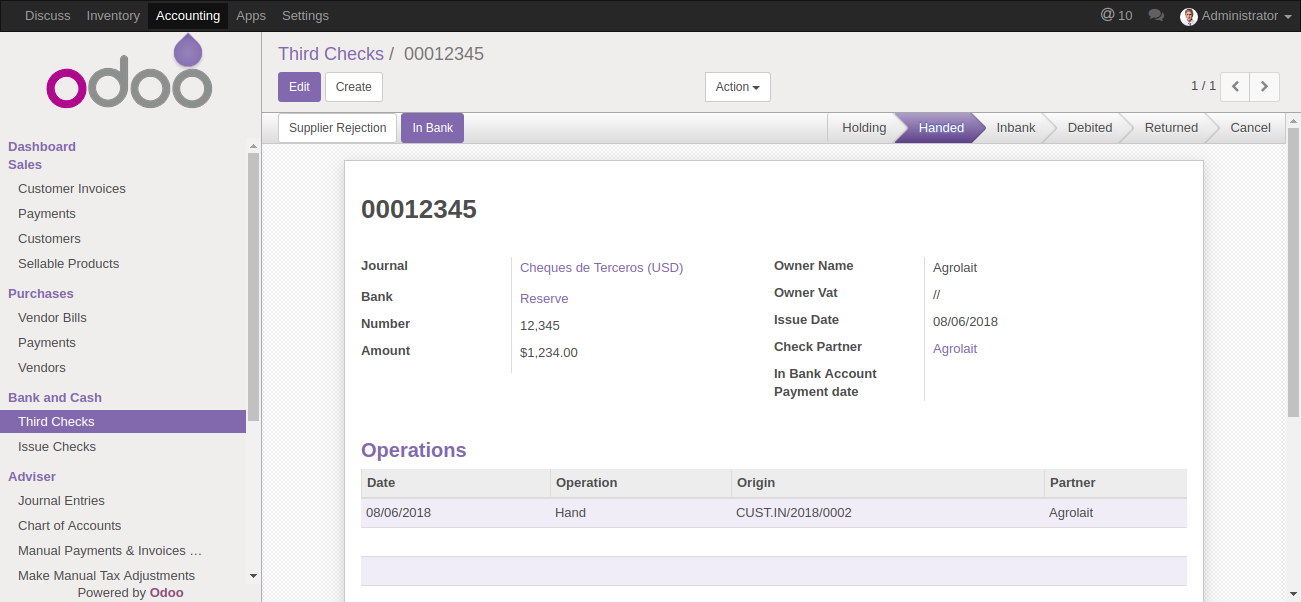 Discuss Inventory Accounting Apps Settings @ 10 Administrator
odoo
Dashboard
Sales
Customer Invoices
Payments
Customers
Sellable Products
Purchases
Vendor Bills
Payments
Vendors
Bank and Cash
Third Checks
Issue Checks
Adviser
Journal Entries
Chart of Accounts
Manual Payments & Invoices …
Make Manual Tax Adjustments
Powered by Odoo
Third Checks / 00012345
Edit Create Action 1 / 1
Supplier Rejection In Bank Holding Handed Inbank Debited Returned Cancel
00012345
Journal Cheques de Terceros (USD)
Bank Reserve
Number 12,345
Amount $1,234.00
Owner Name Agrolait
Owner Vat //
Issue Date 08/06/2018
Check Partner Agrolait
In Bank Account
Payment date
Operations
Date Operation Origin Partner
08/06/2018 Hand CUST.IN/2018/0002 Agrolait